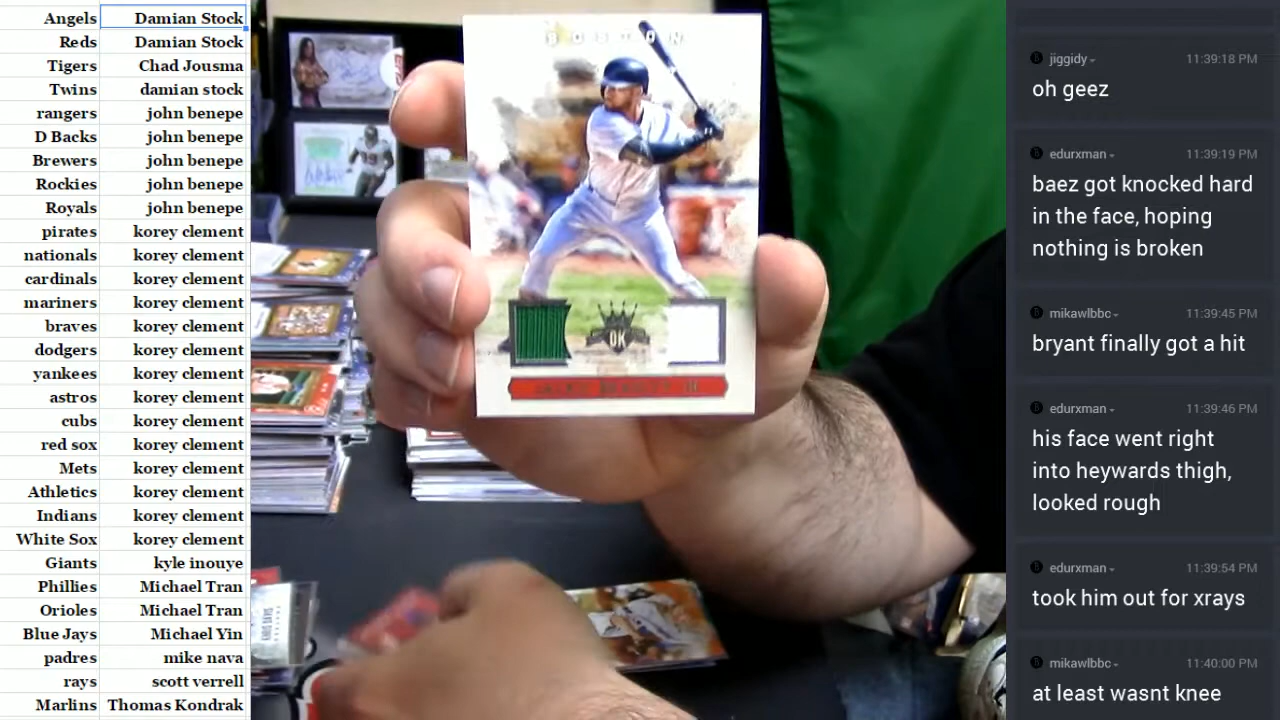 Angels Damian Stock
Reds Damian Stock
Tigers Chad Jousma
Twins damian stock
rangers john benepe
D Backs john benepe
Brewers john benepe
Rockies john benepe
Royals john benepe
pirates korey clement
nationals korey clement
cardinals korey clement
mariners korey clement
braves korey clement
dodgers korey clement
yankees korey clement
astros korey clement
cubs korey clement
red sox korey clement
Mets korey clement
Athletics korey clement
Indians korey clement
White Sox korey clement
Giants kyle inouye
Phillies Michael Tran
Orioles Michael Tran
Blue Jays Michael Yin
padres mike nava
rays scott verrell
Marlins Thomas Kondrak
BOSTON
DK
jiggidy 11:39:18 PM
oh geez
edurxman 11:39:19 PM
baez got knocked hard
in the face, hoping
nothing is broken
mikawlbbc 11:39:45 PM
bryant finally got a hit
edurxman 11:39:46 PM
his face went right
into heywards thigh,
looked rough
edurxman 11:39:54 PM
took him out for xrays
mikawlbbc 11:40:00 PM
at least wasnt knee